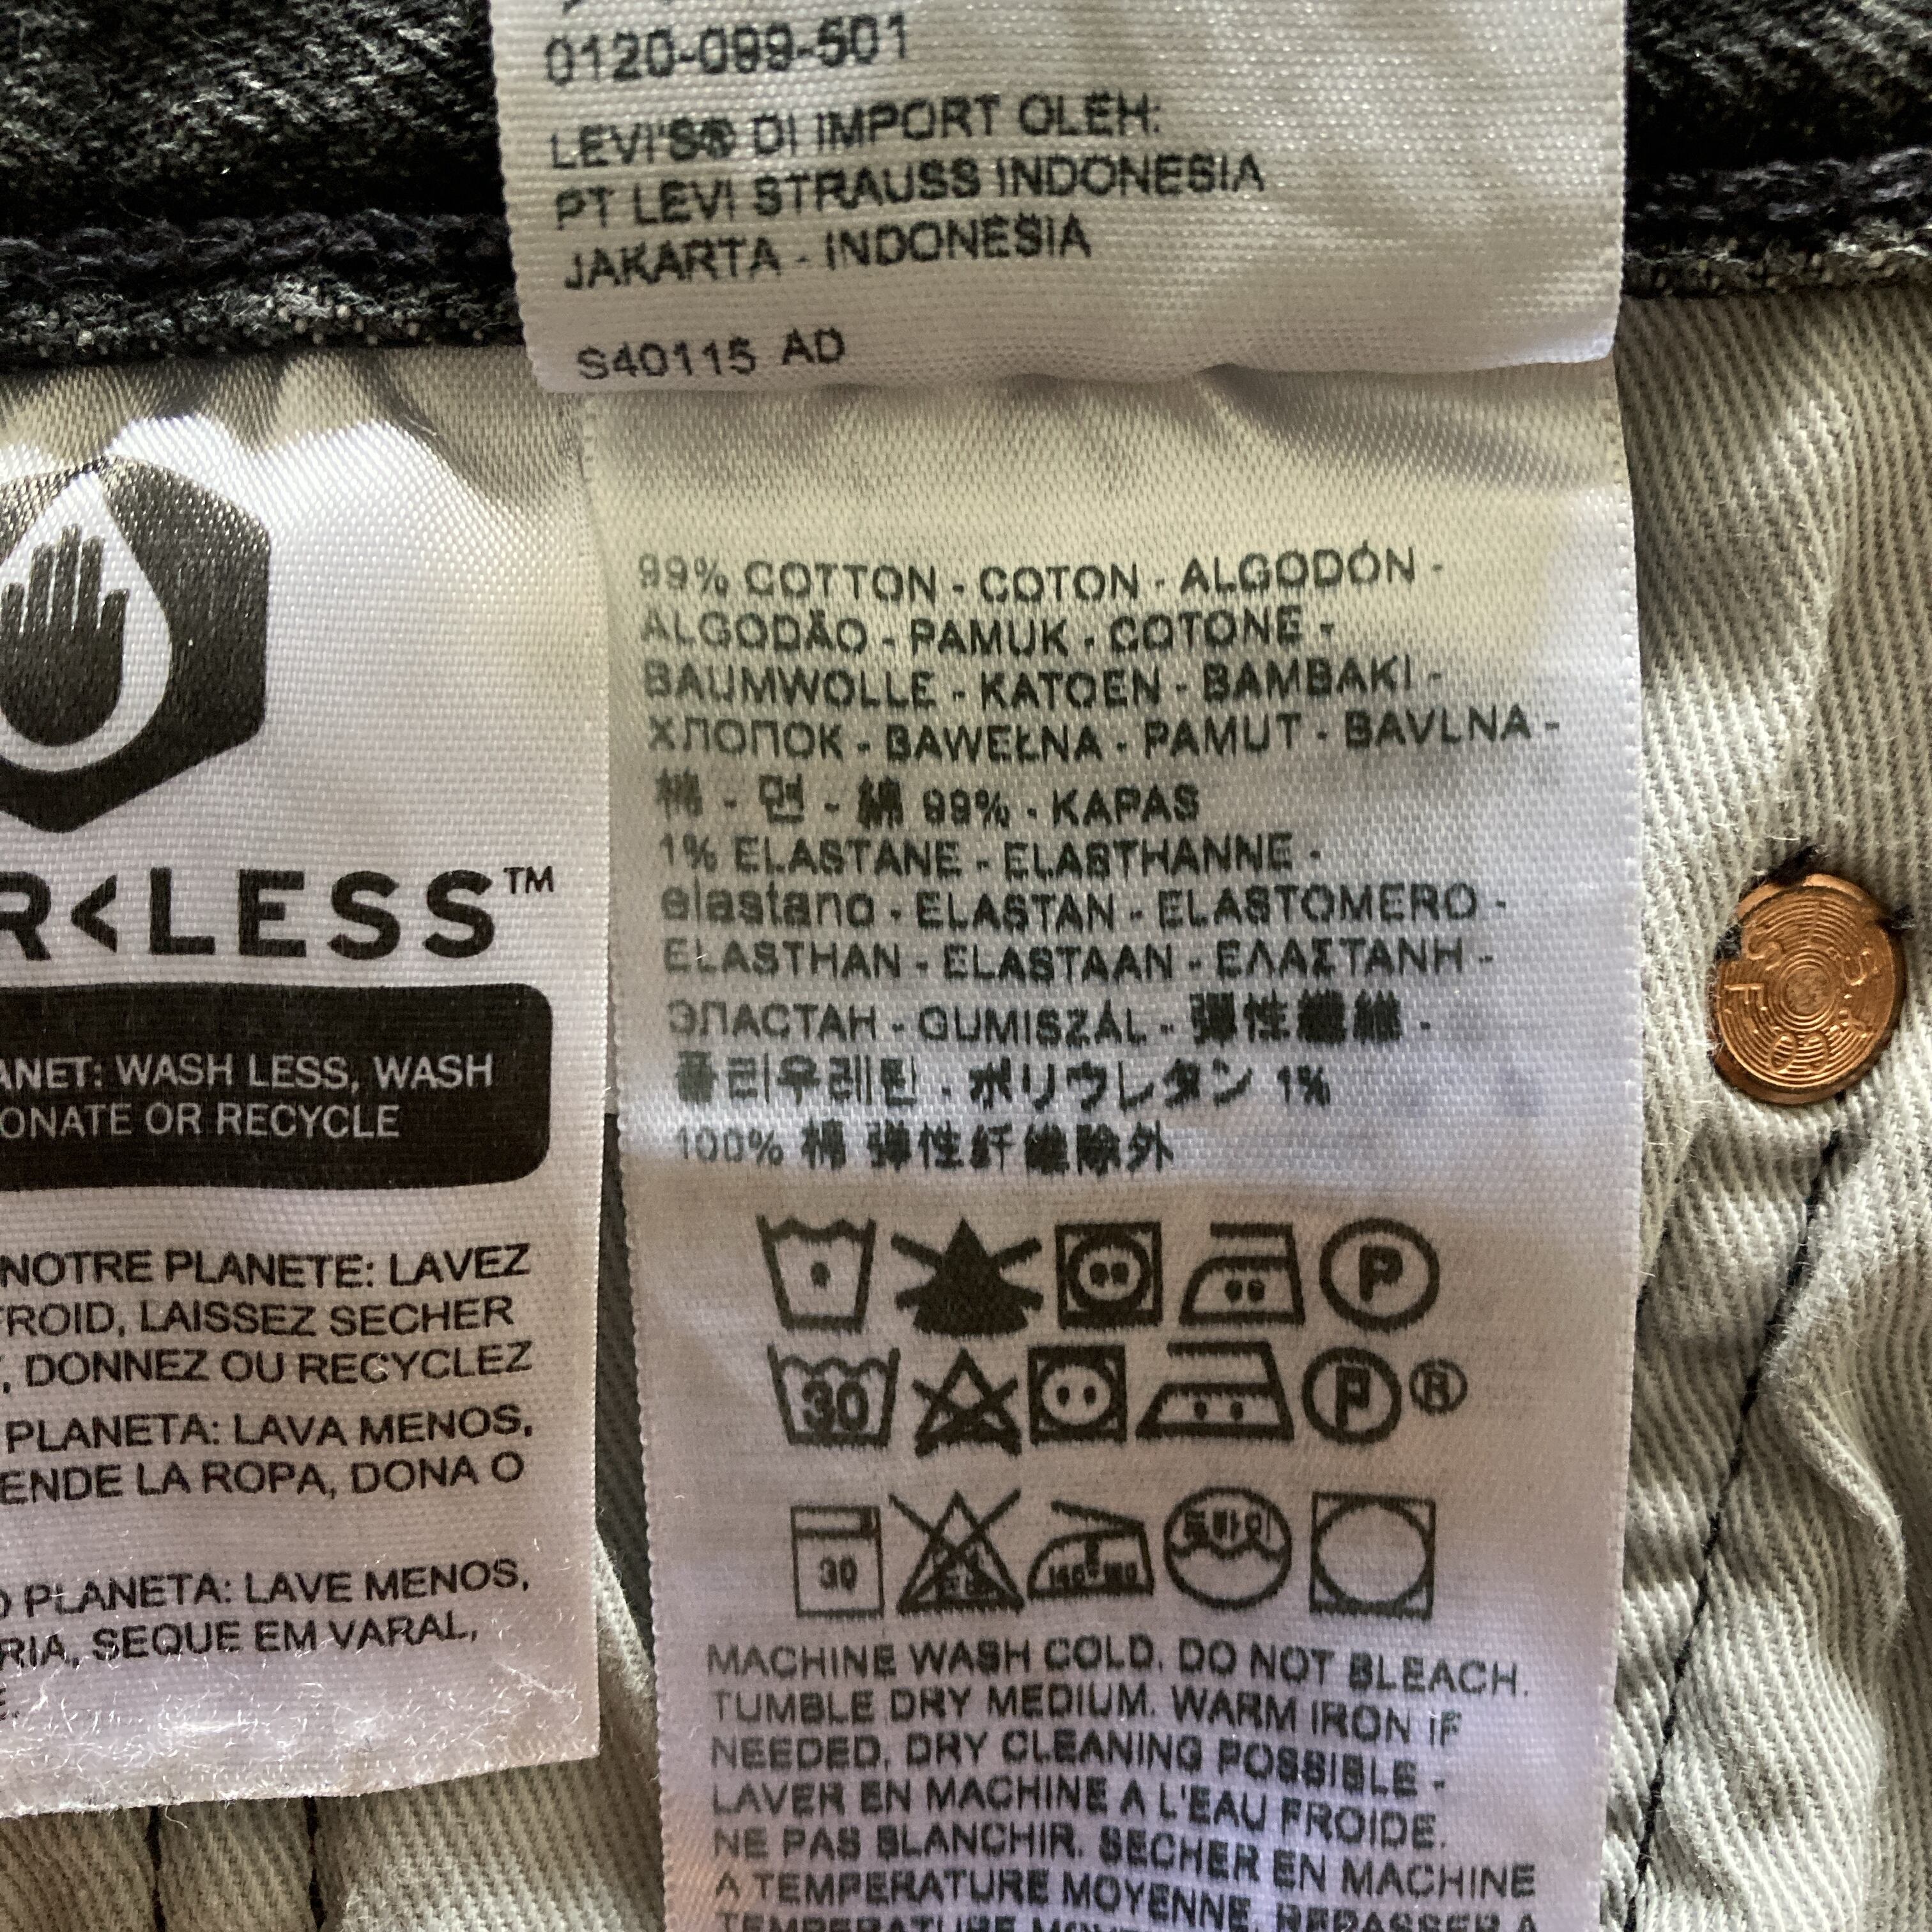 0120-099-501
LEVI'S® DI IMPORT OLEH:
PT LEVI STRAUSS INDONESIA
JAKARTA - INDONESIA
S40115 AD
R<LESS™
ANET: WASH LESS, WASH
ONATE OR RECYCLE
NOTRE PLANETE: LAVEZ
FROID, LAISSEZ SECHER
, DONNEZ OU RECYCLEZ
PLANETA: LAVA MENOS,
ENDE LA ROPA, DONA O
O PLANETA: LAVE MENOS,
RIA, SEQUE EM VARAL,
E.
99% COTTON - COTON - ALGODÓN -
ALGODÃO - PAMUK - COTONE -
BAUMWOLLE - KATOEN - BAMBAKI -
ХЛОПОК - BAWEŁNA - PAMUT - BAVLNA -
棉 - 면 - 綿 99% - KAPAS
1% ELASTANE - ELASTHANNE -
elastano - ELASTAN - ELASTOMERO -
ELASTHAN - ELASTAAN - ΕΛΑΣΤΑΝΗ -
ЭЛАСТАН - GUMISZÁL - 彈性纖維 -
폴리우레탄 - ポリウレタン 1%
100% 棉 弹性纤维除外
P
30 P ®
30 드라이
MACHINE WASH COLD. DO NOT BLEACH.
TUMBLE DRY MEDIUM. WARM IRON IF
NEEDED. DRY CLEANING POSSIBLE -
LAVER EN MACHINE A L'EAU FROIDE.
NE PAS BLANCHIR. SECHER EN MACHINE
A TEMPERATURE MOYENNE. REPASSER A